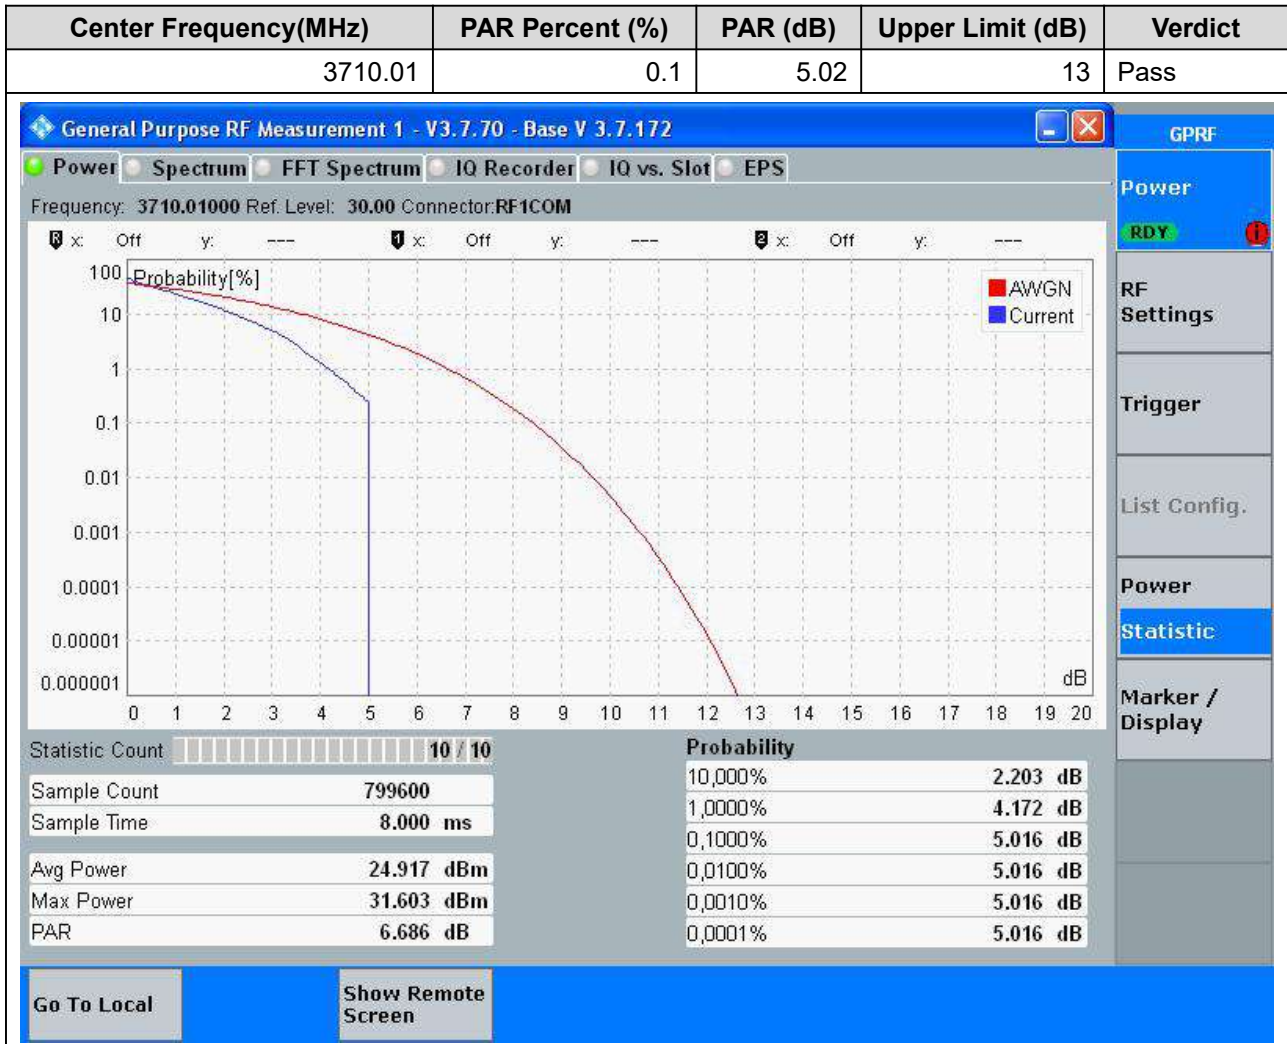 Center Frequency(MHz) PAR Percent (%) PAR (dB) Upper Limit (dB) Verdict
3710.01 0.1 5.02 13 Pass
General Purpose RF Measurement 1 - V3.7.70 - Base V 3.7.172
GPRF
Power Spectrum FFT Spectrum IQ Recorder IQ vs. Slot EPS
Power
RDY
Frequency: 3710.01000 Ref. Level: 30.00 Connector:RF1COM
R x: Off y: --- 1 x: Off y: --- 2 x: Off y: ---
Probability[%]
AWGN
Current
100
10
1
0.1
0.01
0.001
0.0001
0.00001
0.000001
dB
0 1 2 3 4 5 6 7 8 9 10 11 12 13 14 15 16 17 18 19 20
RF
Settings
Trigger
List Config.
Power
Statistic
Marker /
Display
Statistic Count 10 / 10
Sample Count 799600
Sample Time 8.000 ms
Avg Power 24.917 dBm
Max Power 31.603 dBm
PAR 6.686 dB
Probability
10,000% 2.203 dB
1,0000% 4.172 dB
0,1000% 5.016 dB
0,0100% 5.016 dB
0,0010% 5.016 dB
0,0001% 5.016 dB
Go To Local
Show Remote
Screen